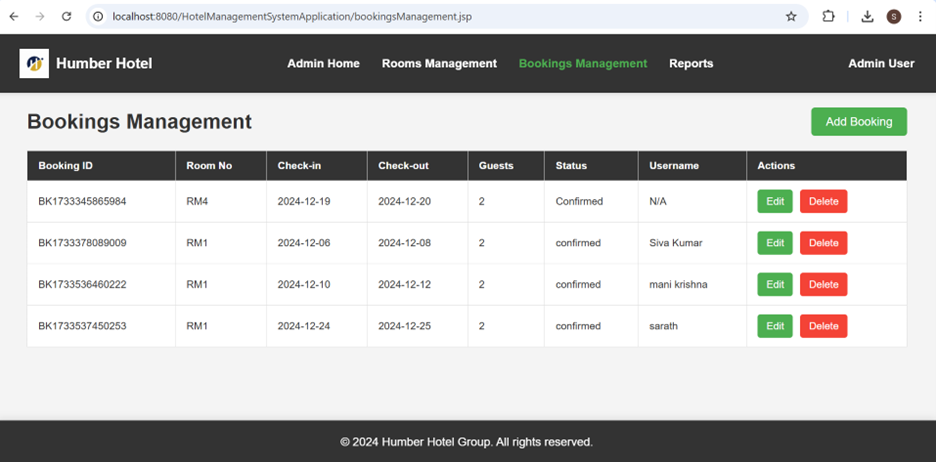 localhost:8080/HotelManagementSystemApplication/bookingsManagement.jsp
S
Humber Hotel Admin Home Rooms Management Bookings Management Reports Admin User
Bookings Management Add Booking
Booking ID Room No Check-in Check-out Guests Status Username Actions
BK1733345865984 RM4 2024-12-19 2024-12-20 2 Confirmed N/A Edit Delete
BK1733378089009 RM1 2024-12-06 2024-12-08 2 confirmed Siva Kumar Edit Delete
BK1733536460222 RM1 2024-12-10 2024-12-12 2 confirmed mani krishna Edit Delete
BK1733537450253 RM1 2024-12-24 2024-12-25 2 confirmed sarath Edit Delete
© 2024 Humber Hotel Group. All rights reserved.